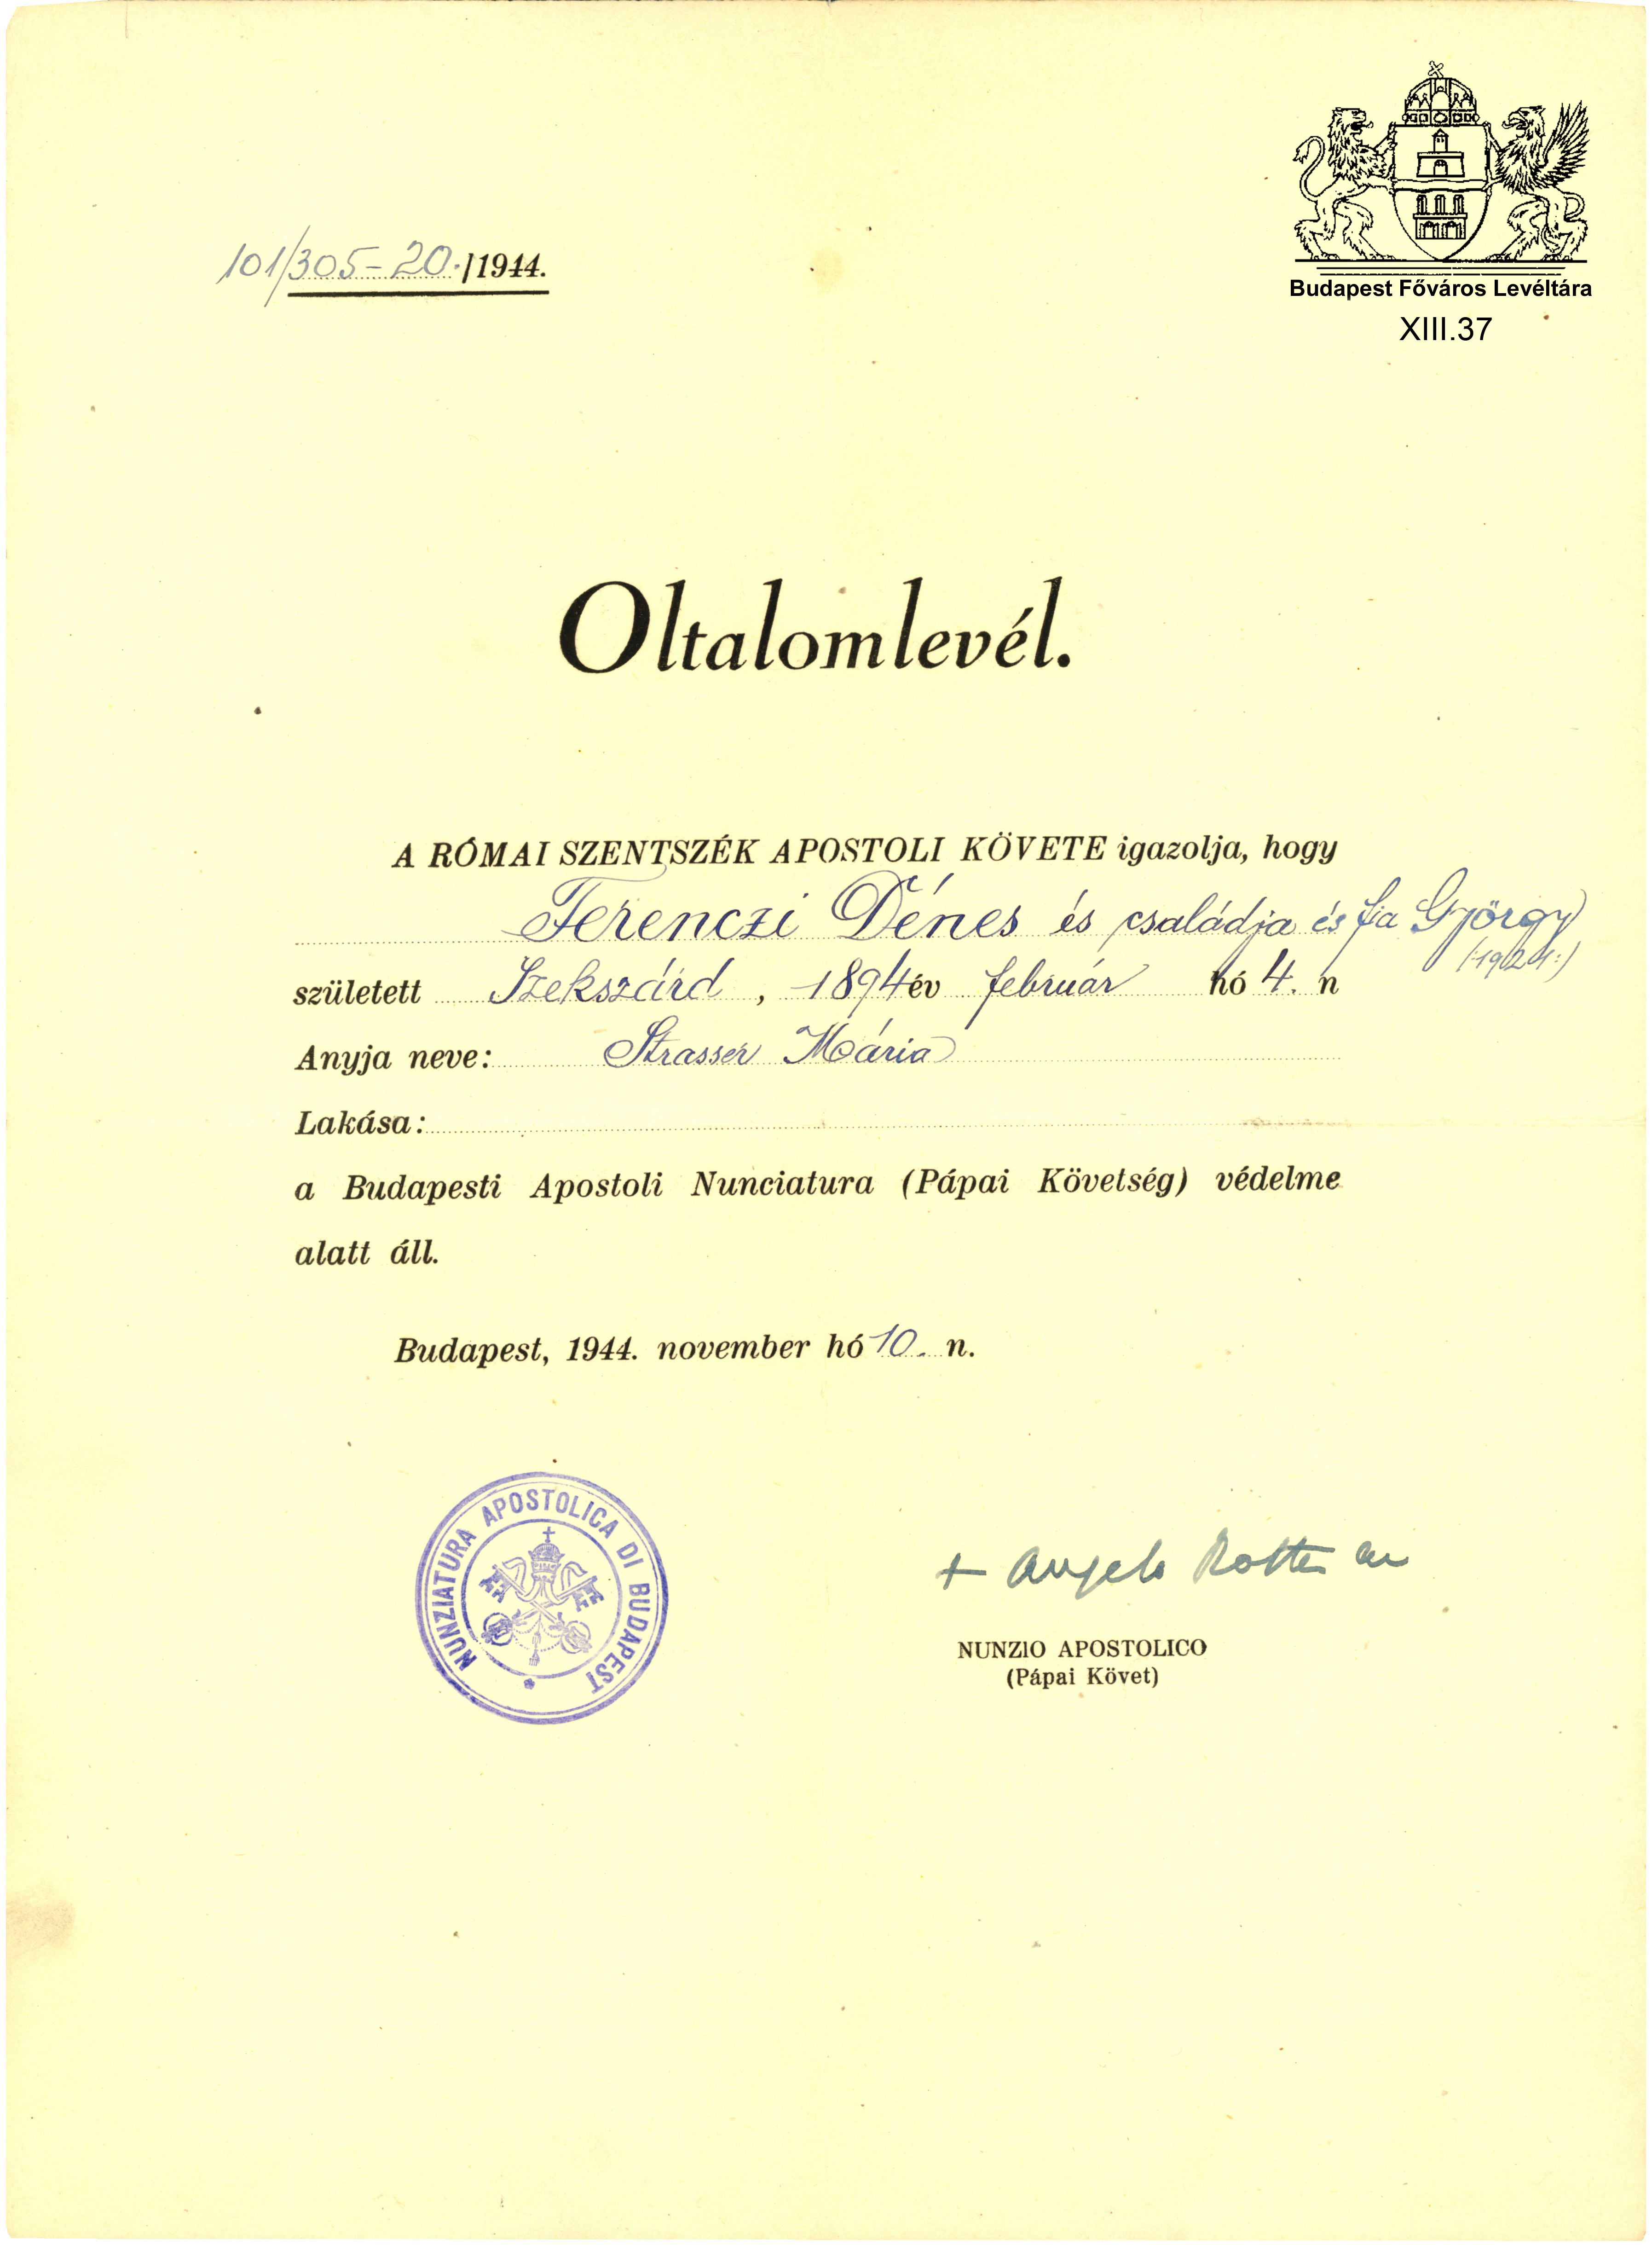 Budapest Főváros Levéltára
XIII.37
101/305-20./1944.
Oltalomlevél.
A RÓMAI SZENTSZÉK APOSTOLI KÖVETE igazolja, hogy
Ferenczi Dénes és családja és fia György
(:1924:)
született Szekszárd, 1894 év február hó 4. n
Anyja neve: Strasser Mária
Lakása:
a Budapesti Apostoli Nunciatura (Pápai Követség) védelme
alatt áll.
Budapest, 1944. november hó 10. n.
NUNZIATURA APOSTOLICA DI BUDAPEST
+ Angelo Rotta
NUNZIO APOSTOLICO
(Pápai Követ)